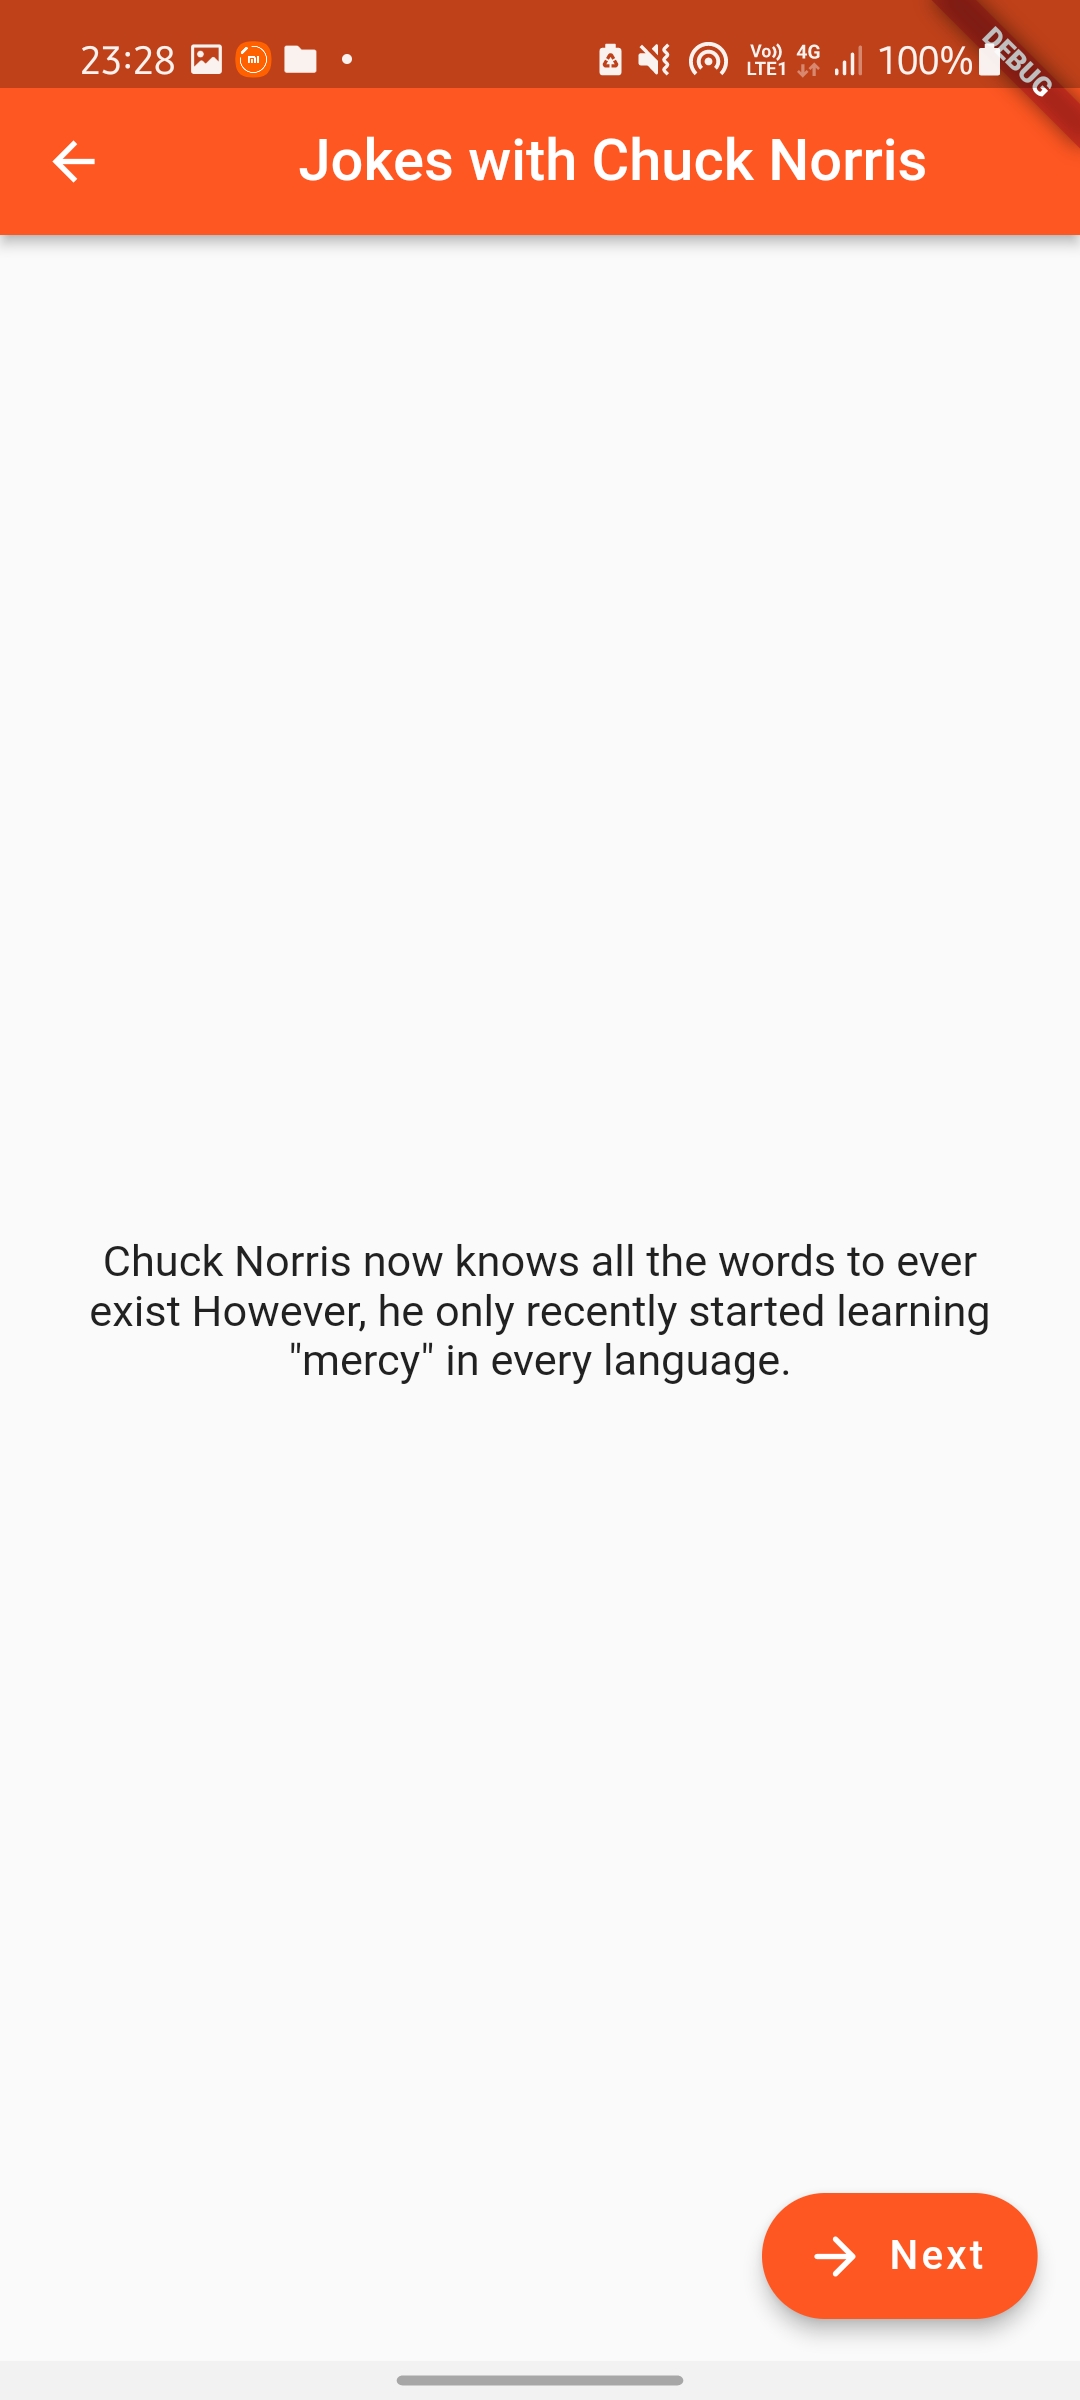 23:28 Vo)) LTE1 4G 100%
DEBUG
Jokes with Chuck Norris
Chuck Norris now knows all the words to ever
exist However, he only recently started learning
"mercy" in every language.
Next